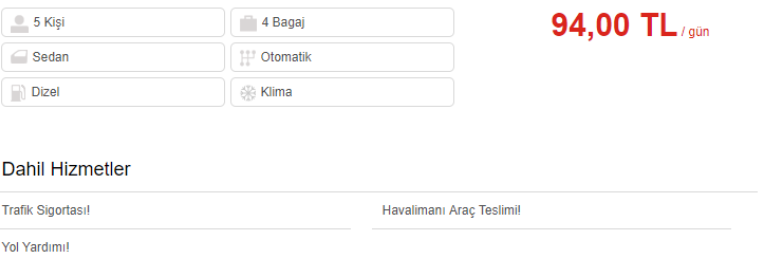 5 Kişi
4 Bagaj
94,00 TL / gün
Sedan
Otomatik
Dizel
Klima
Dahil Hizmetler
Trafik Sigortası!
Havalimanı Araç Teslimi!
Yol Yardımı!